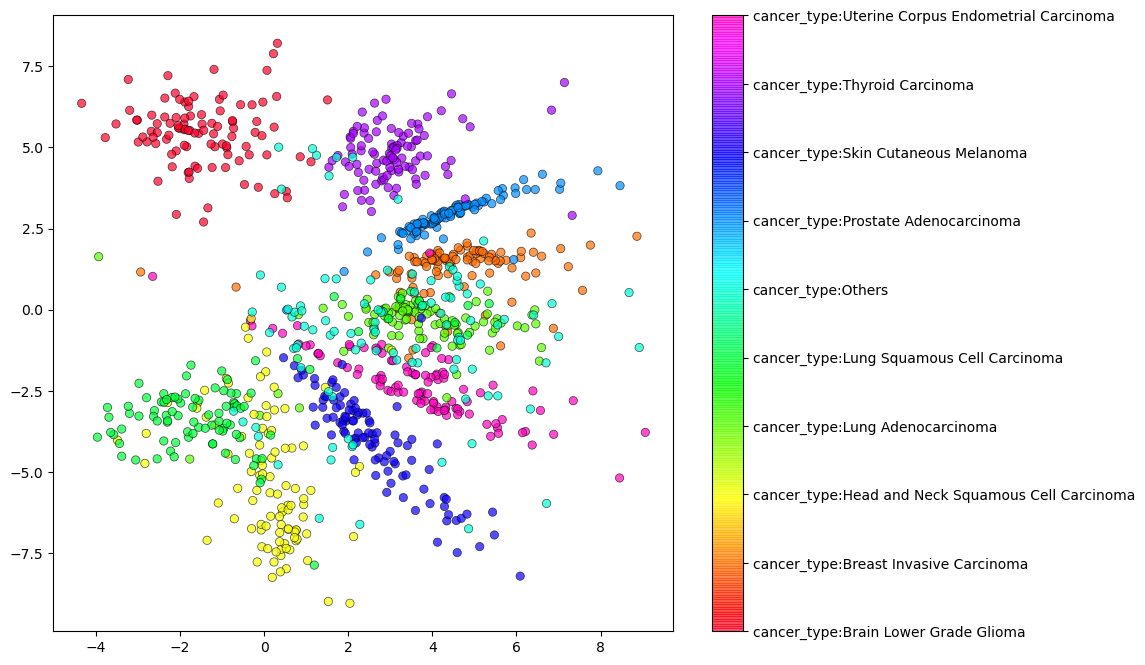 7.5
5.0
2.5
0.0
−2.5
−5.0
−7.5
−4
−2
0
2
4
6
8
cancer_type:Uterine Corpus Endometrial Carcinoma
cancer_type:Thyroid Carcinoma
cancer_type:Skin Cutaneous Melanoma
cancer_type:Prostate Adenocarcinoma
cancer_type:Others
cancer_type:Lung Squamous Cell Carcinoma
cancer_type:Lung Adenocarcinoma
cancer_type:Head and Neck Squamous Cell Carcinoma
cancer_type:Breast Invasive Carcinoma
cancer_type:Brain Lower Grade Glioma